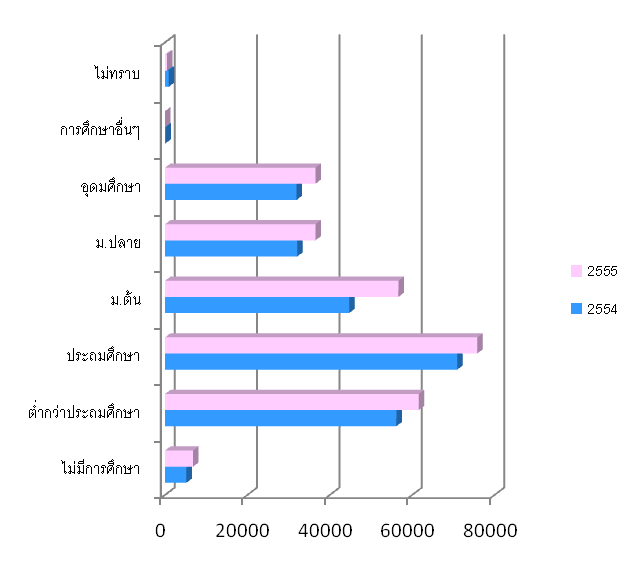 ไม่ทราบ
การศึกษาอื่นๆ
อุดมศึกษา
ม.ปลาย
ม.ต้น
ประถมศึกษา
ต่ำกว่าประถมศึกษา
ไม่มีการศึกษา
0 20000 40000 60000 80000
2555
2554